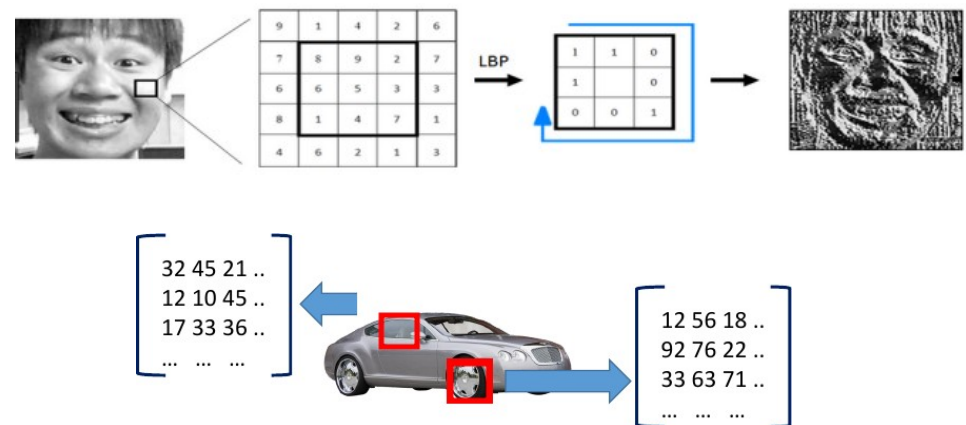 9 1 4 2 6
7 8 9 2 7
6 6 5 3 3
8 1 4 7 1
4 6 2 1 3
LBP
1 1 0
1 0
0 0 1
32 45 21 ..
12 10 45 ..
17 33 36 ..
... ... ...
12 56 18 ..
92 76 22 ..
33 63 71 ..
... ... ...